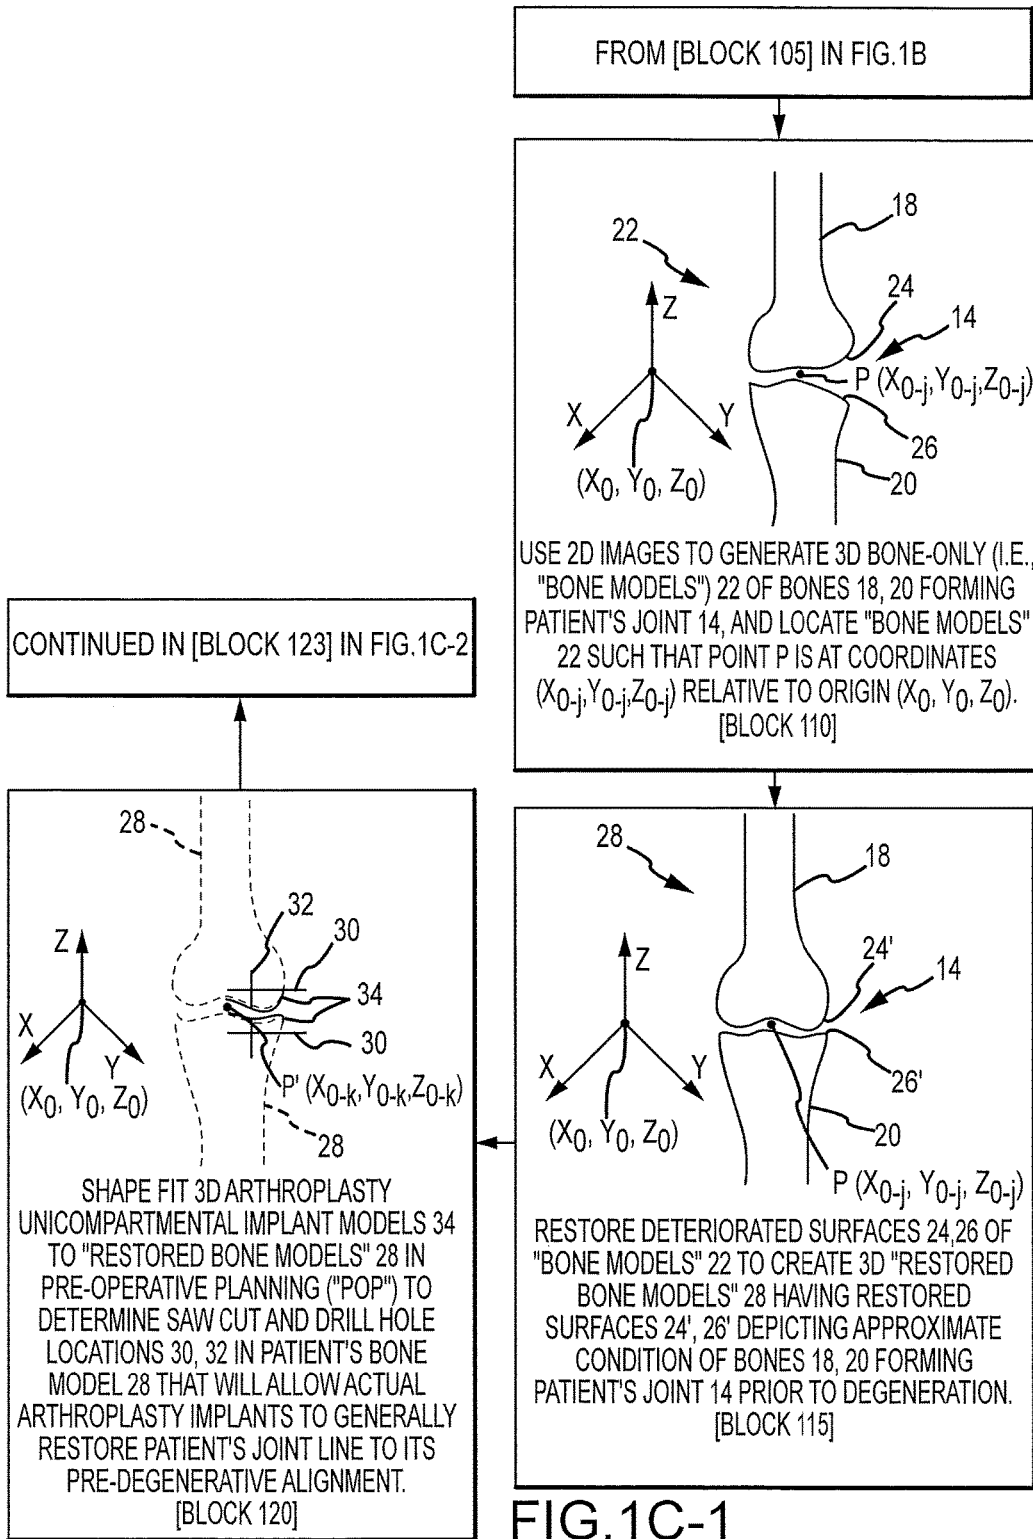 FROM [BLOCK 105] IN FIG.1B
22
18
24
14
Z
P (X0-j,Y0-j,Z0-j)
X
Y
26
(X0, Y0, Z0)
20
USE 2D IMAGES TO GENERATE 3D BONE-ONLY (I.E.,
"BONE MODELS") 22 OF BONES 18, 20 FORMING
PATIENT'S JOINT 14, AND LOCATE "BONE MODELS"
22 SUCH THAT POINT P IS AT COORDINATES
(X0-j,Y0-j,Z0-j) RELATIVE TO ORIGIN (X0, Y0, Z0).
[BLOCK 110]
28
18
24'
14
Z
X
Y
26'
(X0, Y0, Z0)
20
P (X0-j, Y0-j, Z0-j)
RESTORE DETERIORATED SURFACES 24,26 OF
"BONE MODELS" 22 TO CREATE 3D "RESTORED
BONE MODELS" 28 HAVING RESTORED
SURFACES 24', 26' DEPICTING APPROXIMATE
CONDITION OF BONES 18, 20 FORMING
PATIENT'S JOINT 14 PRIOR TO DEGENERATION.
[BLOCK 115]
28
32
30
Z
34
X
30
Y
P' (X0-k,Y0-k,Z0-k)
(X0, Y0, Z0)
28
SHAPE FIT 3D ARTHROPLASTY
UNICOMPARTMENTAL IMPLANT MODELS 34
TO "RESTORED BONE MODELS" 28 IN
PRE-OPERATIVE PLANNING ("POP") TO
DETERMINE SAW CUT AND DRILL HOLE
LOCATIONS 30, 32 IN PATIENT'S BONE
MODEL 28 THAT WILL ALLOW ACTUAL
ARTHROPLASTY IMPLANTS TO GENERALLY
RESTORE PATIENT'S JOINT LINE TO ITS
PRE-DEGENERATIVE ALIGNMENT.
[BLOCK 120]
CONTINUED IN [BLOCK 123] IN FIG.1C-2
FIG.1C-1